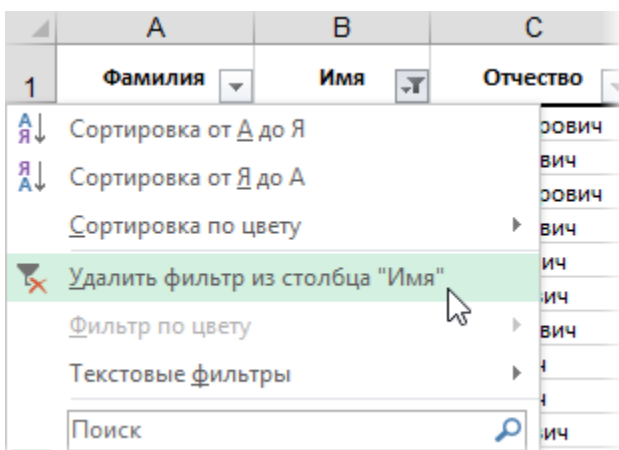 A B C
1 Фамилия Имя Отчество
Сортировка от А до Я
Сортировка от Я до А
Сортировка по цвету
Удалить фильтр из столбца "Имя"
Фильтр по цвету
Текстовые фильтры
Поиск